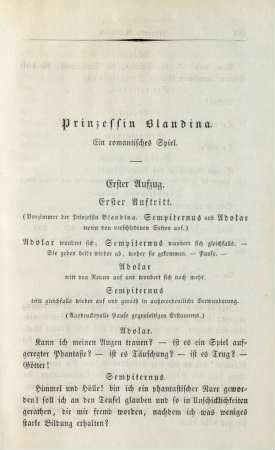 Prinzessin Blandina.
Ein romantisches Spiel.
Erster Aufzug.
Erster Auftritt.
(Vorzimmer der Prinzessin Blandina. Sempiternus und Adolar
treten von verschiedenen Seiten auf.)
Adolar wundert sich; Sempiternus wundert sich gleichfalls. —
Sie gehen beide wieder ab, woher sie gekommen. — Pause. —
Adolar
tritt von Neuem auf und wundert sich noch mehr.
Sempiternus
tritt gleichfalls wieder auf und geräth in außerordentliche Verwunderung.
(Ausdrucksvolle Pause gegenseitigen Erstaunens.)
Adolar.
Kann ich meinen Augen trauen? — ist es ein Spiel auf-
geregter Phantasie? — ist es Täuschung? — ist es Trug? —
Götter!
Sempiternus.
Himmel und Hölle! bin ich ein phantastischer Narr gewor-
den? soll ich an den Teufel glauben und so in Unschicklichkeiten
gerathen, die mir fremd worden, nachdem ich was weniges
starke Bildung erhalten?